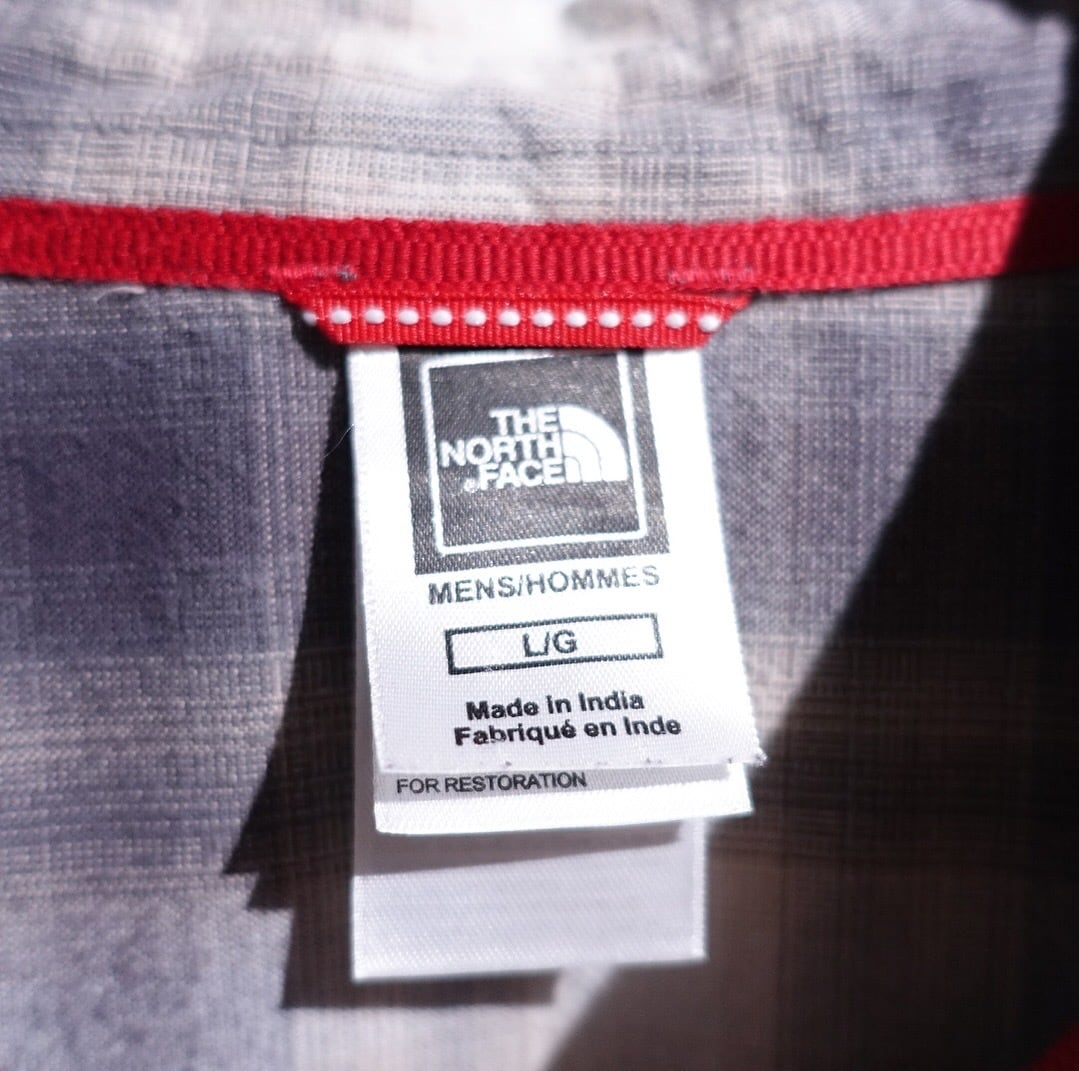 THE
NORTH
FACE
MENS/HOMMES
L/G
Made in India
Fabriqué en Inde
FOR RESTORATION